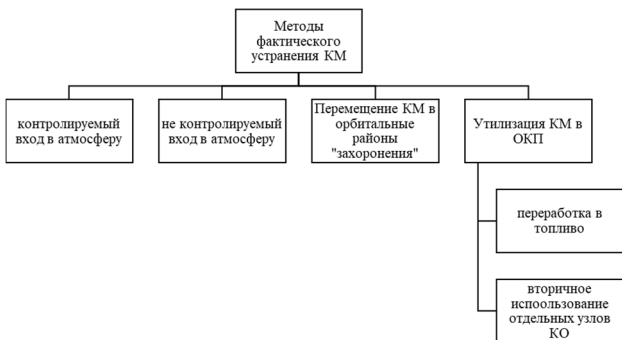 Методы
фактического
устранения КМ
контролируемый
вход в атмосферу
не контролируемый
вход в атмосферу
Перемещение КМ в
орбитальные
районы
"захоронения"
Утилизация КМ в
ОКП
переработка в
топливо
вторичное
испоользование
отдельных узлов
КО